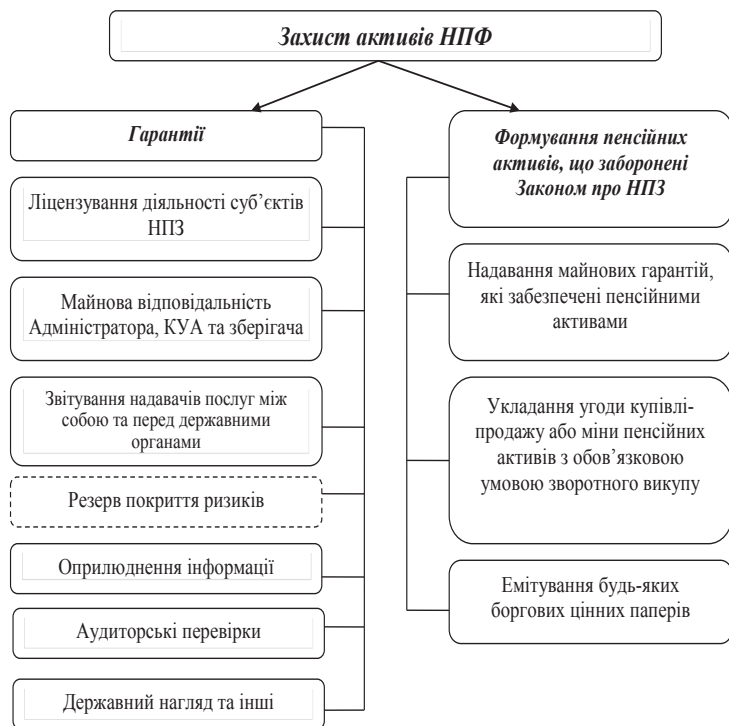 Захист активів НПФ
Гарантії
Ліцензування діяльності суб’єктів
НПЗ
Майнова відповідальність
Адміністратора, КУА та зберігача
Звітування надавачів послуг між
собою та перед державними
органами
Резерв покриття ризиків
Оприлюднення інформації
Аудиторські перевірки
Державний нагляд та інші
Формування пенсійних
активів, що заборонені
Законом про НПЗ
Надавання майнових гарантій,
які забезпечені пенсійними
активами
Укладання угоди купівлі-
продажу або міни пенсійних
активів з обов’язковою
умовою зворотного викупу
Емітування будь-яких
боргових цінних паперів